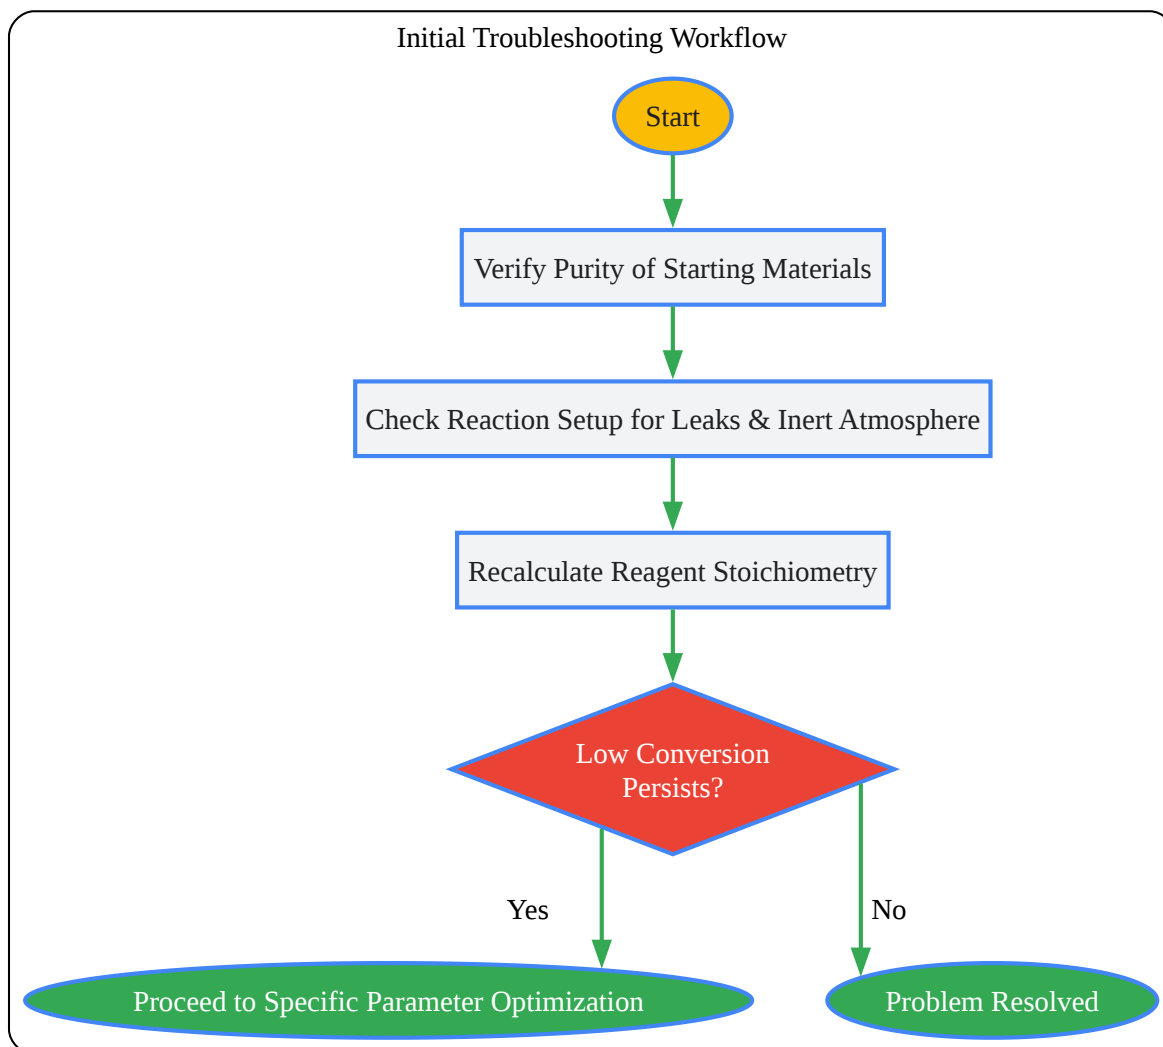 Initial Troubleshooting Workflow
Start
Verify Purity of Starting Materials
Check Reaction Setup for Leaks & Inert Atmosphere
Recalculate Reagent Stoichiometry
Low Conversion
Persists?
Yes
No
Proceed to Specific Parameter Optimization
Problem Resolved